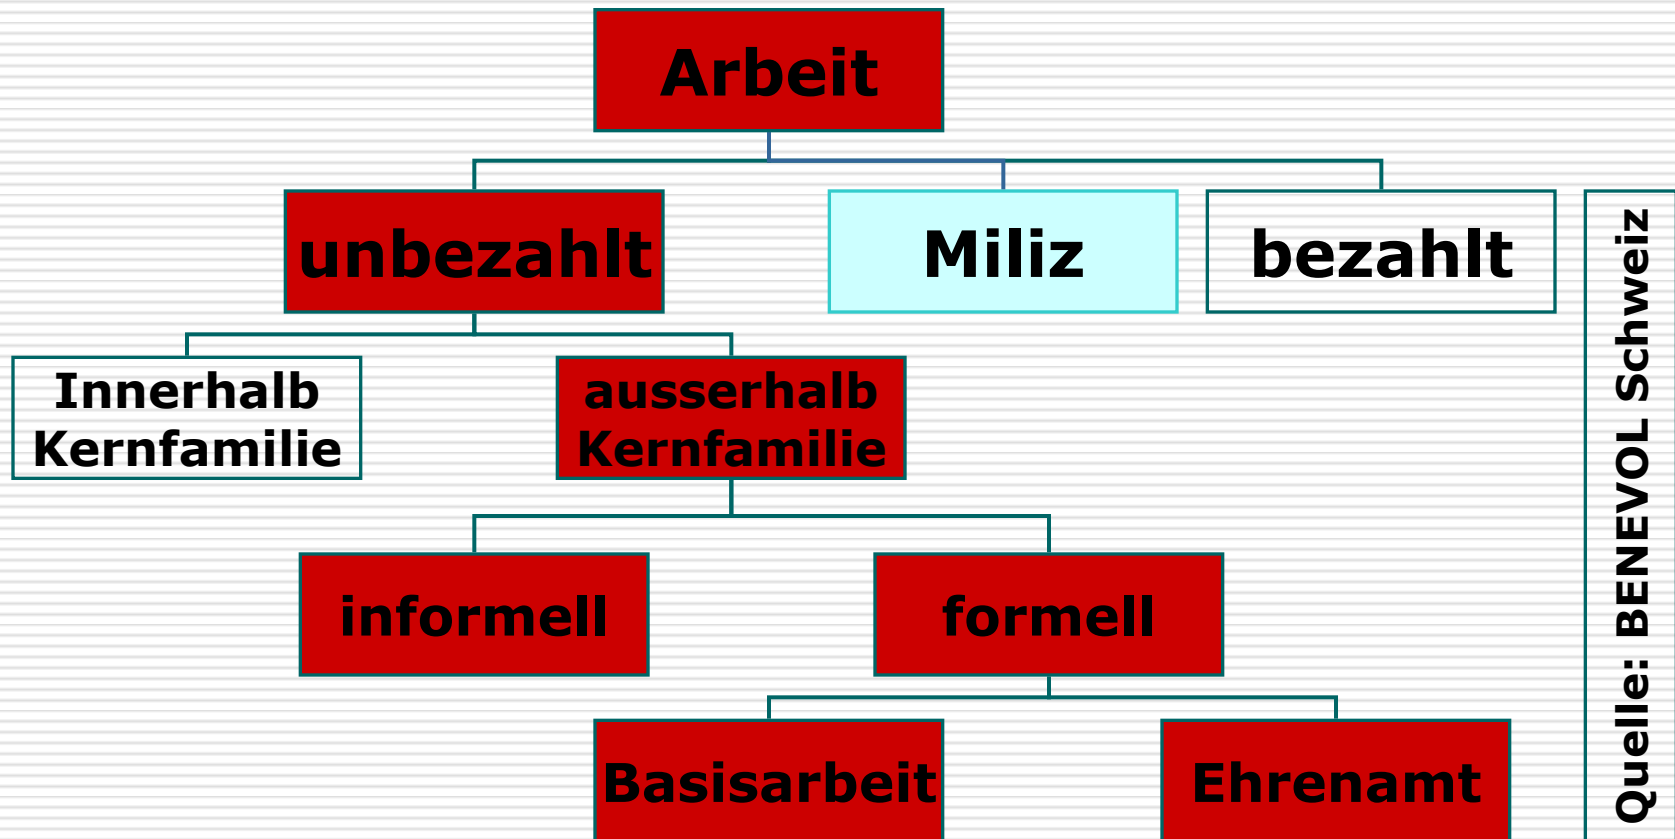 Arbeit
unbezahlt
Miliz
bezahlt
Innerhalb
Kernfamilie
ausserhalb
Kernfamilie
informell
formell
Basisarbeit
Ehrenamt
Quelle: BENEVOL Schweiz